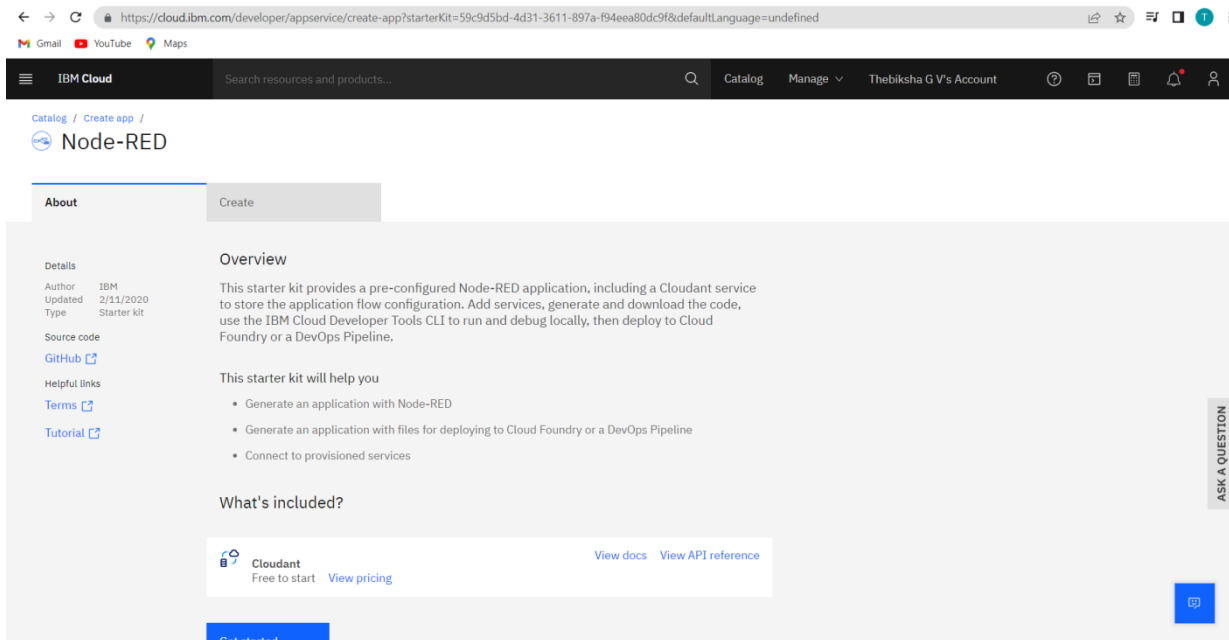 https://cloud.ibm.com/developer/appservice/create-app?starterKit=59c9d5bd-4d31-3611-897a-f94eea80dc9f&defaultLanguage=undefined
T
Gmail YouTube Maps
IBM Cloud Search resources and products... Catalog Manage Thebiksha G V's Account
Catalog / Create app /
Node-RED
About Create
Details
Author IBM
Updated 2/11/2020
Type Starter kit
Source code
GitHub
Helpful links
Terms
Tutorial
Overview
This starter kit provides a pre-configured Node-RED application, including a Cloudant service
to store the application flow configuration. Add services, generate and download the code,
use the IBM Cloud Developer Tools CLI to run and debug locally, then deploy to Cloud
Foundry or a DevOps Pipeline.
This starter kit will help you
• Generate an application with Node-RED
• Generate an application with files for deploying to Cloud Foundry or a DevOps Pipeline
• Connect to provisioned services
What's included?
Cloudant
Free to start View pricing
View docs View API reference
Get started
ASK A QUESTION